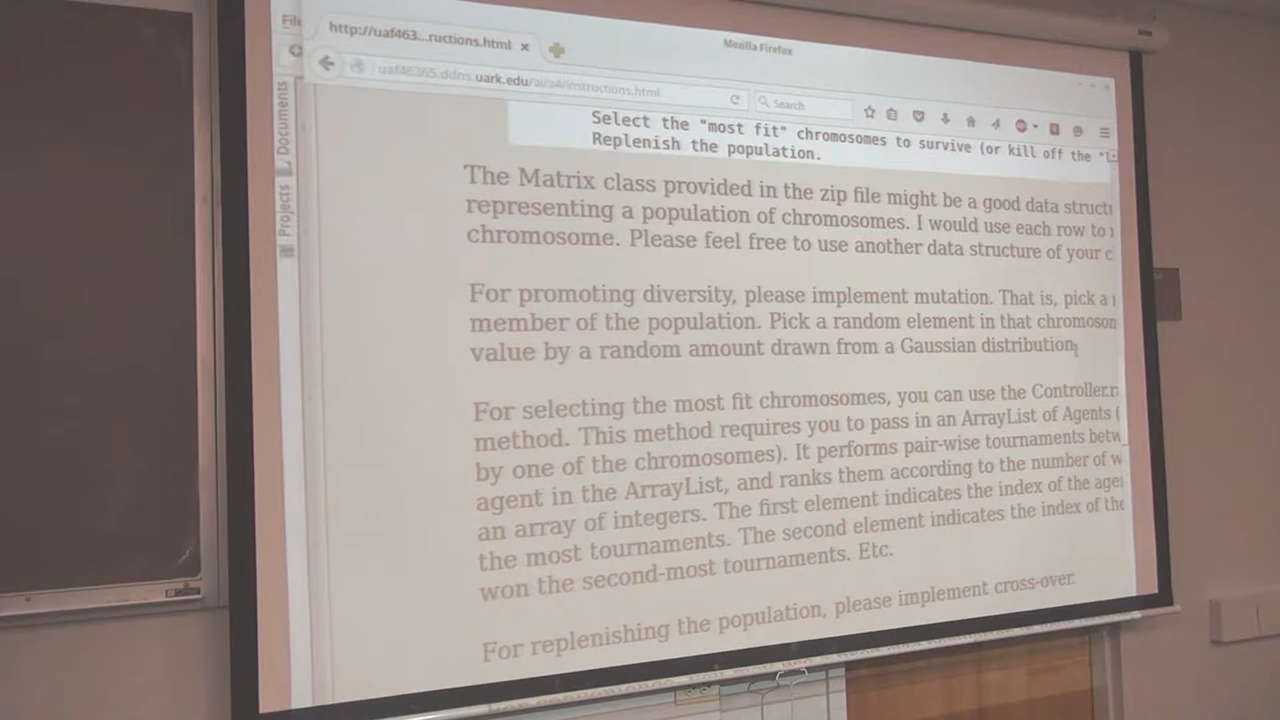 Mozilla Firefox
http://uaf463...ructions.html
uaf46365.ddns.uark.edu/ai/a4/instructions.html
Search
Documents
Projects
Select the "most fit" chromosomes to survive (or kill off the
Replenish the population.
The Matrix class provided in the zip file might be a good data struct
representing a population of chromosomes. I would use each row to
chromosome. Please feel free to use another data structure of your c
For promoting diversity, please implement mutation. That is, pick a
member of the population. Pick a random element in that chromoson
value by a random amount drawn from a Gaussian distribution.
For selecting the most fit chromosomes, you can use the Controller.r
method. This method requires you to pass in an ArrayList of Agents (
by one of the chromosomes). It performs pair-wise tournaments betw
agent in the ArrayList, and ranks them according to the number of w
an array of integers. The first element indicates the index of the age
the most tournaments. The second element indicates the index of the
won the second-most tournaments. Etc.
For replenishing the population, please implement cross-over.